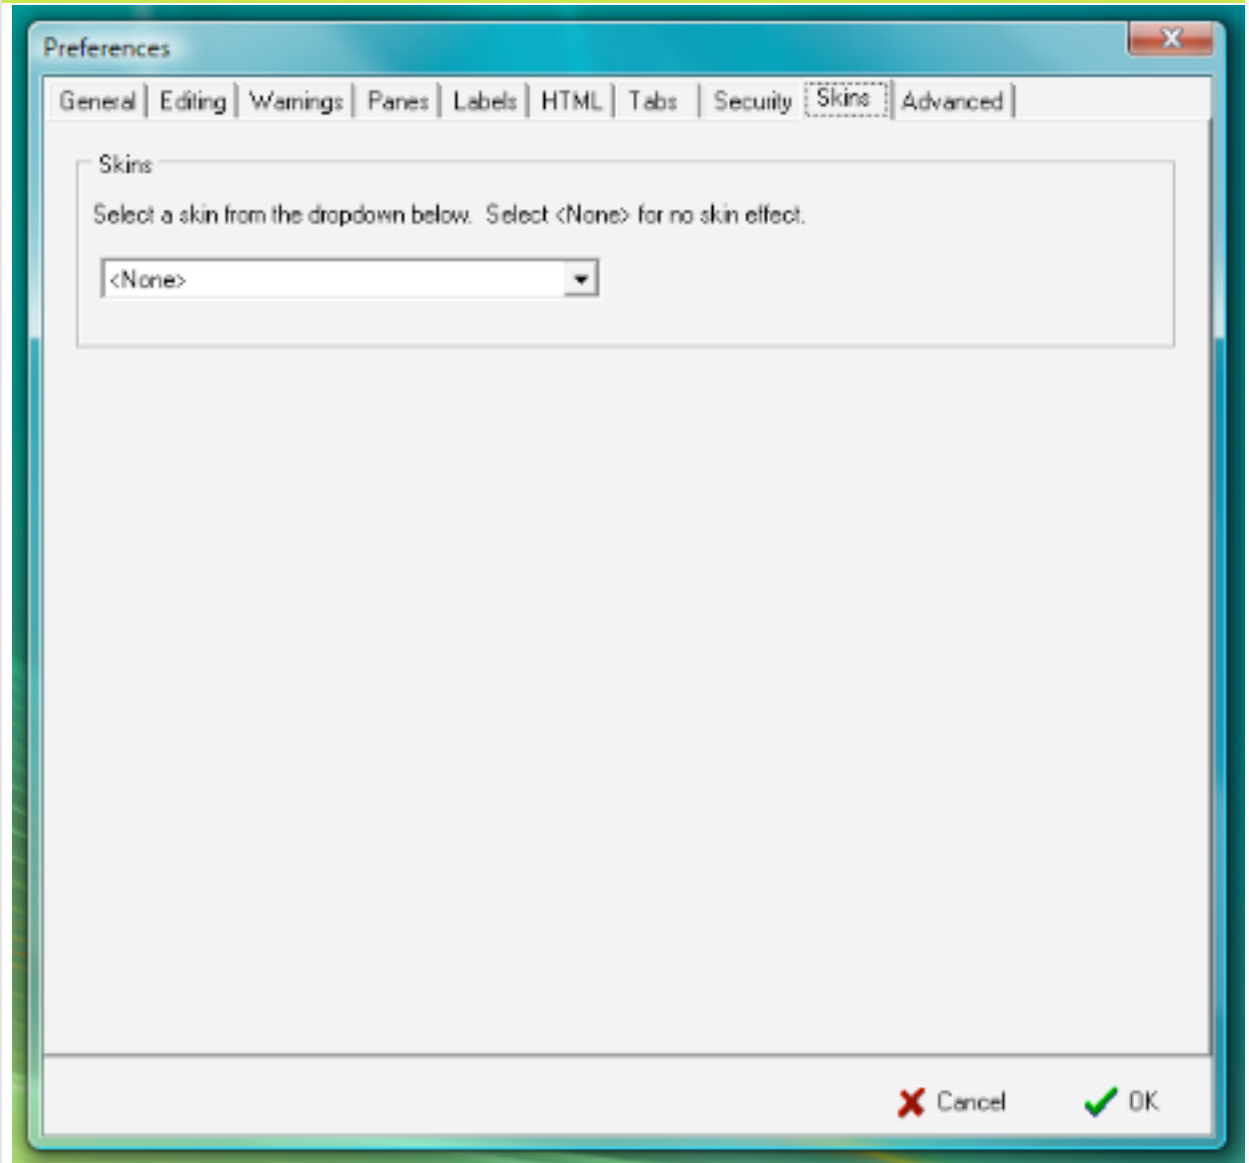 Preferences
General Editing Warnings Panes Labels HTML Tabs Security Skins Advanced
Skins
Select a skin from the dropdown below.  Select <None> for no skin effect.
<None>
Cancel OK